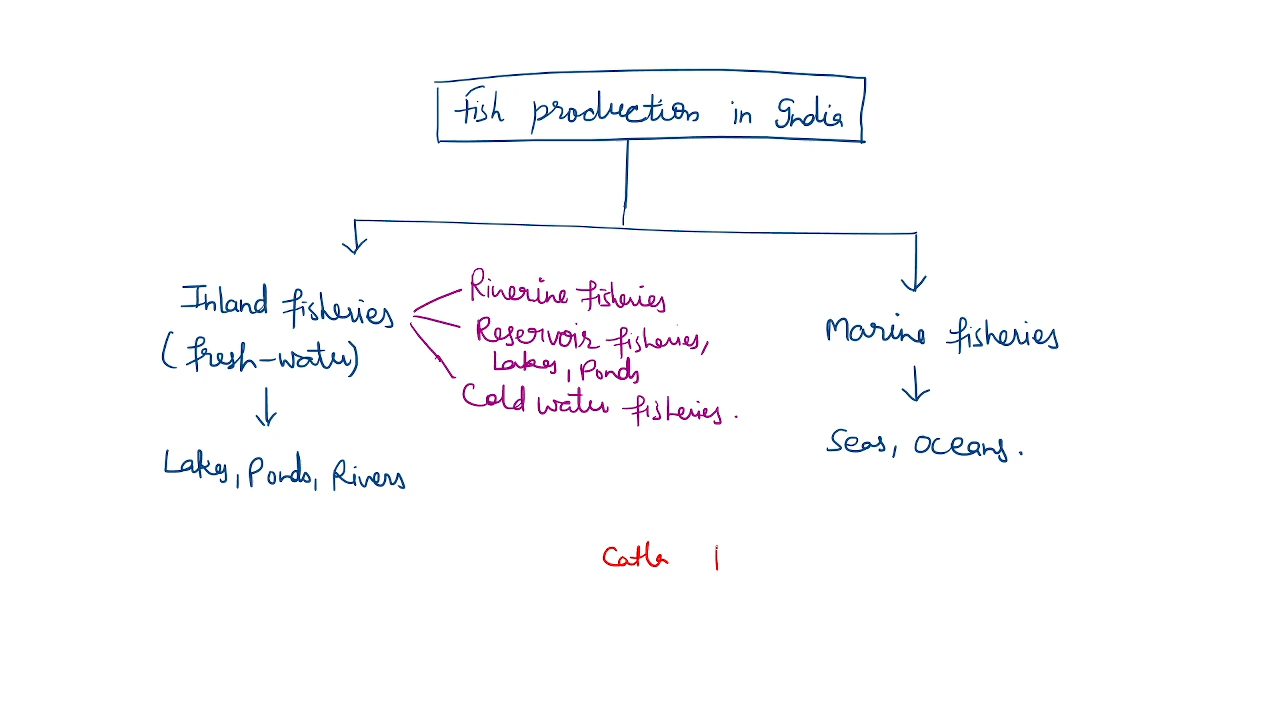 Fish production in India
Inland fisheries
(fresh-water)
Lakes, Ponds, Rivers
Riverine fisheries
Reservoir fisheries,
Lakes, Ponds
Cold water fisheries.
Marine fisheries
Seas, Oceans.
Catla